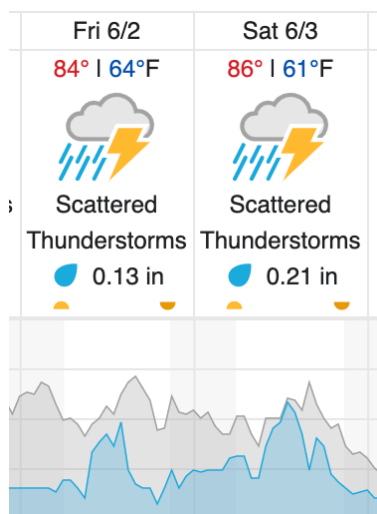 Fri 6/2
84° | 64°F
Scattered
Thunderstorms
0.13 in
Sat 6/3
86° | 61°F
Scattered
Thunderstorms
0.21 in